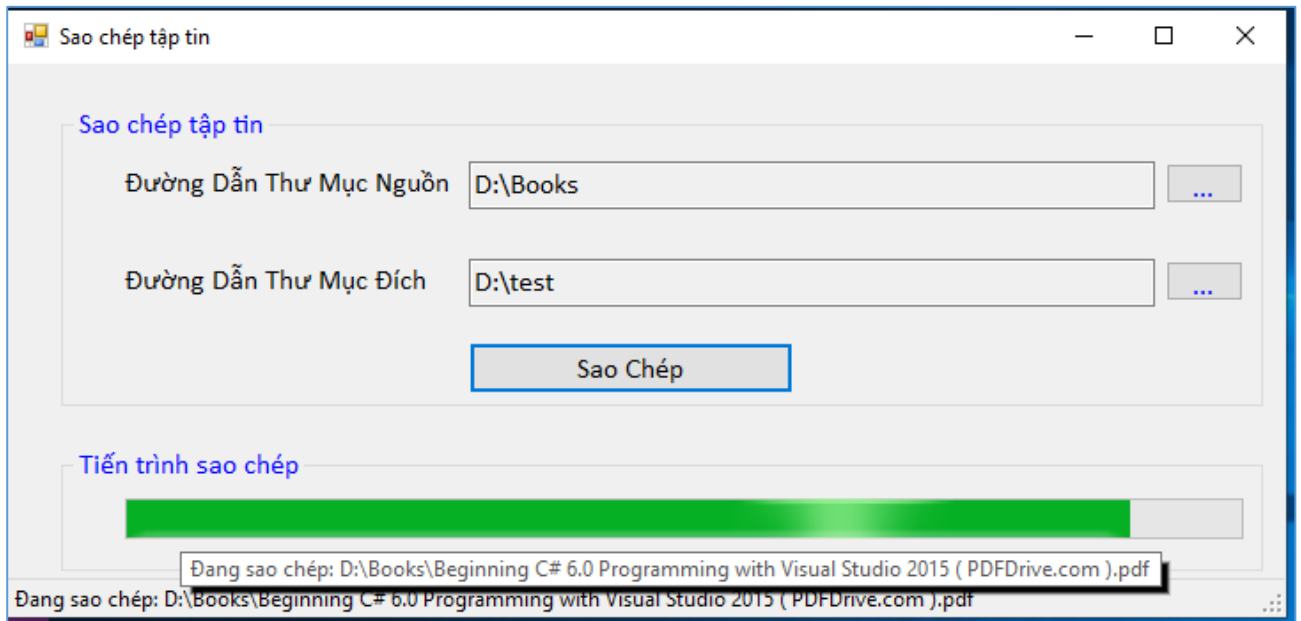 Sao chép tập tin
Sao chép tập tin
Đường Dẫn Thư Mục Nguồn D:\Books ...
Đường Dẫn Thư Mục Đích D:\test ...
Sao Chép
Tiến trình sao chép
Đang sao chép: D:\Books\Beginning C# 6.0 Programming with Visual Studio 2015 ( PDFDrive.com ).pdf
Đang sao chép: D:\Books\Beginning C# 6.0 Programming with Visual Studio 2015 ( PDFDrive.com ).pdf